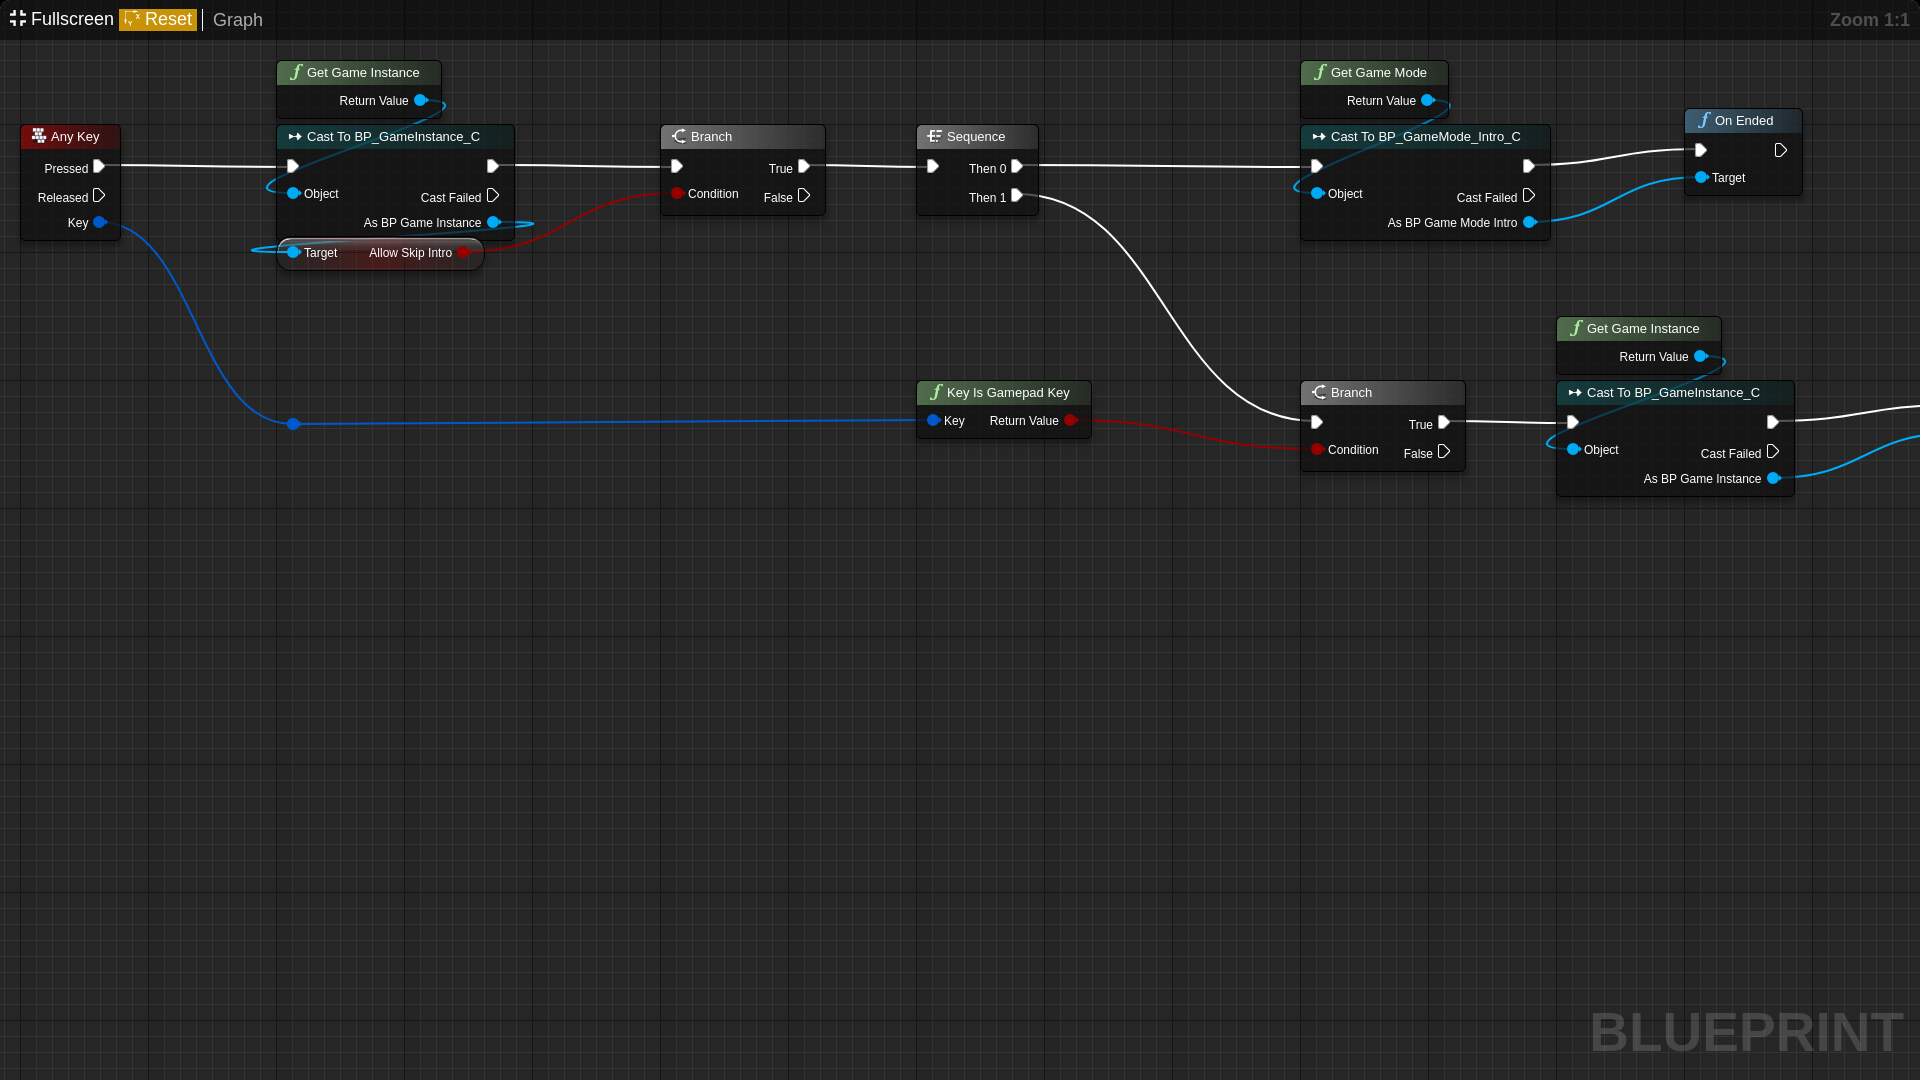 Fullscreen Reset Graph Zoom 1:1
Get Game Instance
Return Value
Any Key
Pressed
Released
Key
Cast To BP_GameInstance_C
Object
Cast Failed
As BP Game Instance
Target Allow Skip Intro
Branch
True
Condition
False
Sequence
Then 0
Then 1
Get Game Mode
Return Value
Cast To BP_GameMode_Intro_C
Object
Cast Failed
As BP Game Mode Intro
On Ended
Target
Key Is Gamepad Key
Key Return Value
Branch
True
Condition
False
Get Game Instance
Return Value
Cast To BP_GameInstance_C
Object
Cast Failed
As BP Game Instance
BLUEPRINT